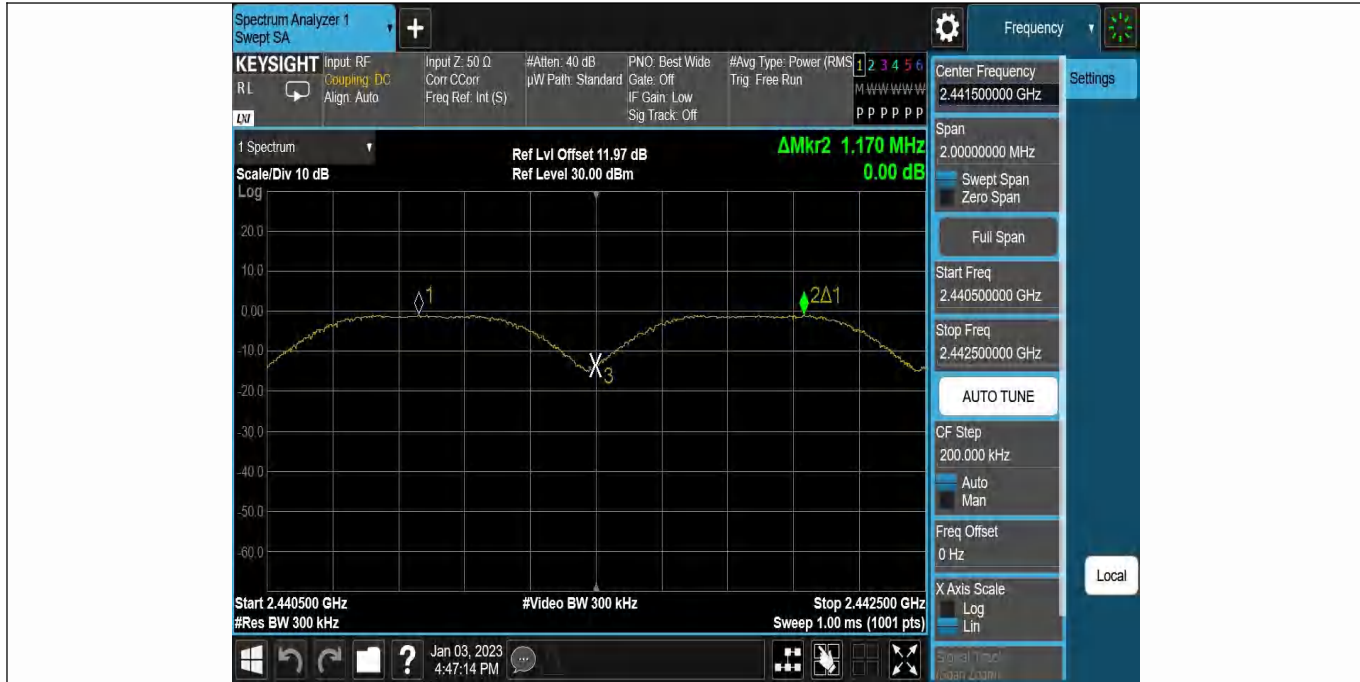 Spectrum Analyzer 1
Swept SA
+
Frequency
KEYSIGHT
RL
LXI
Input: RF
Coupling: DC
Align: Auto
Input Z: 50 Ω
Corr CCorr
Freq Ref: Int (S)
#Atten: 40 dB
µW Path: Standard
PNO: Best Wide
Gate: Off
IF Gain: Low
Sig Track: Off
#Avg Type: Power (RMS
Trig: Free Run
1 2 3 4 5 6
M W W W W W
P P P P P P
1 Spectrum
Scale/Div 10 dB
Log
Ref Lvl Offset 11.97 dB
Ref Level 30.00 dBm
ΔMkr2 1.170 MHz
0.00 dB
20.0
10.0
0.00
-10.0
-20.0
-30.0
-40.0
-50.0
-60.0
1
2Δ1
3
Start 2.440500 GHz
#Res BW 300 kHz
#Video BW 300 kHz
Stop 2.442500 GHz
Sweep 1.00 ms (1001 pts)
?
Jan 03, 2023
4:47:14 PM
Center Frequency
2.441500000 GHz
Settings
Span
2.00000000 MHz
Swept Span
Zero Span
Full Span
Start Freq
2.440500000 GHz
Stop Freq
2.442500000 GHz
AUTO TUNE
CF Step
200.000 kHz
Auto
Man
Freq Offset
0 Hz
X Axis Scale
Log
Lin
Local
Signal Track
(Span Zoom)